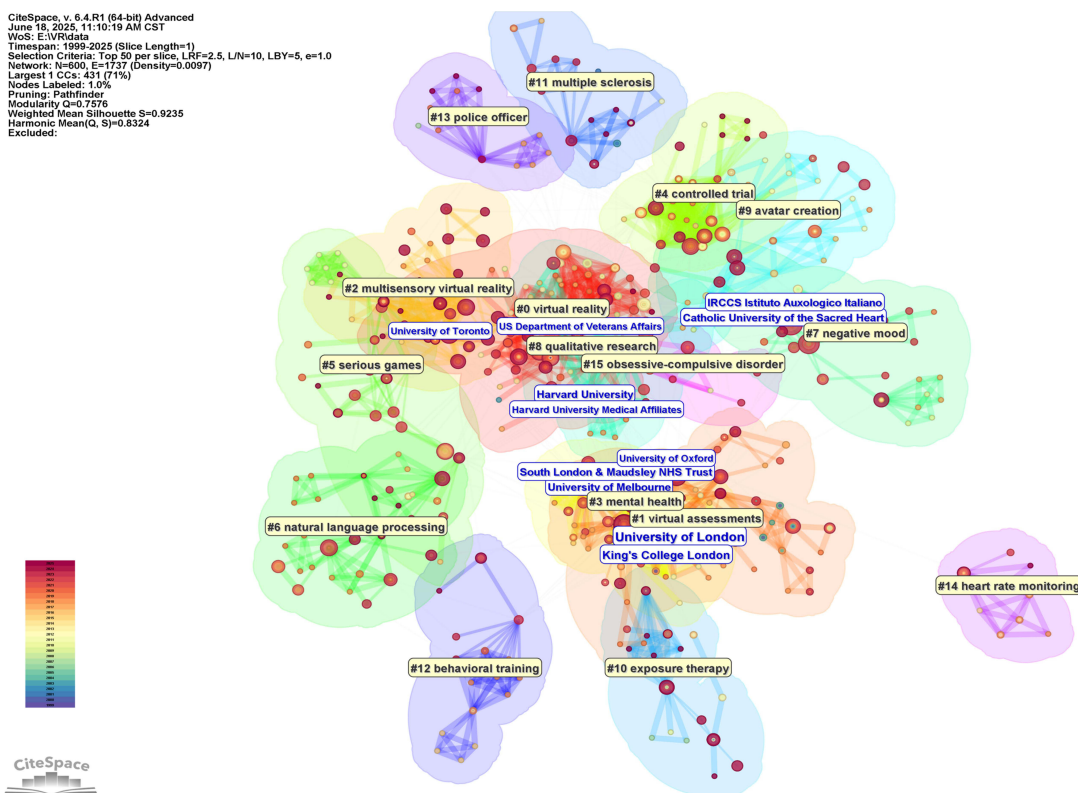 CiteSpace, v. 6.4.R1 (64-bit) Advanced
June 18, 2025, 11:10:19 AM CST
WoS: E:\VR\data
Timespan: 1999-2025 (Slice Length=1)
Selection Criteria: Top 50 per slice, LRF=2.5, L/N=10, LBY=5, e=1.0
Network: N=600, E=1737 (Density=0.0097)
Largest 1 CCs: 431 (71%)
Nodes Labeled: 1.0%
Pruning: Pathfinder
Modularity Q=0.7576
Weighted Mean Silhouette S=0.9235
Harmonic Mean(Q, S)=0.8324
Excluded:
#11 multiple sclerosis
#13 police officer
#4 controlled trial
#9 avatar creation
#2 multisensory virtual reality
IRCCS Istituto Auxologico Italiano
#0 virtual reality
Catholic University of the Sacred Heart
US Department of Veterans Affairs
University of Toronto
#7 negative mood
#8 qualitative research
#5 serious games
#15 obsessive-compulsive disorder
Harvard University
Harvard University Medical Affiliates
University of Oxford
South London & Maudsley NHS Trust
University of Melbourne
#3 mental health
#1 virtual assessments
#6 natural language processing
University of London
King's College London
#14 heart rate monitoring
#12 behavioral training
#10 exposure therapy
CiteSpace